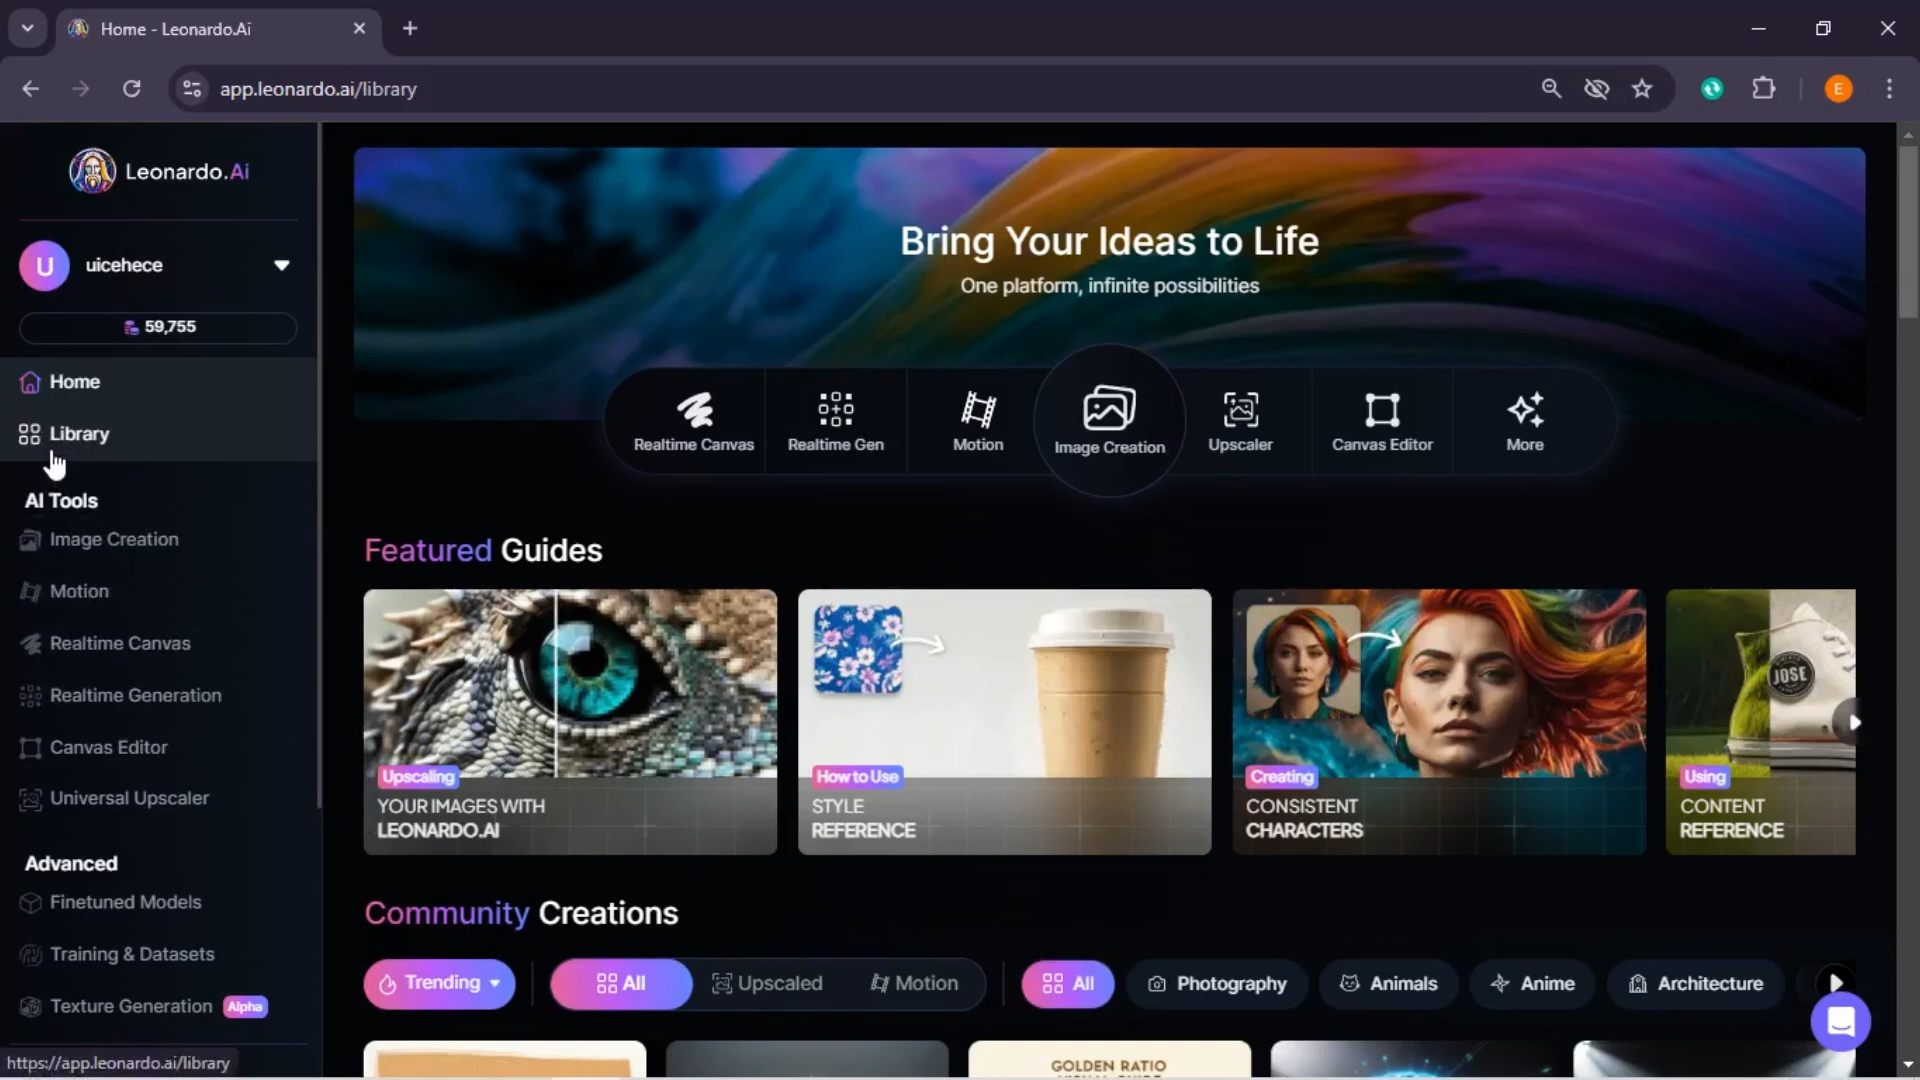 Home - Leonardo.Ai
app.leonardo.ai/library
E
Leonardo.Ai
U
uicehece
59,755
Home
Library
AI Tools
Image Creation
Motion
Realtime Canvas
Realtime Generation
Canvas Editor
Universal Upscaler
Advanced
Finetuned Models
Training & Datasets
Texture Generation Alpha
https://app.leonardo.ai/library
Bring Your Ideas to Life
One platform, infinite possibilities
Realtime Canvas
Realtime Gen
Motion
Image Creation
Upscaler
Canvas Editor
More
Featured Guides
Upscaling
YOUR IMAGES WITH
LEONARDO.AI
How to Use
STYLE
REFERENCE
Creating
CONSISTENT
CHARACTERS
JOSE
Using
CONTENT
REFERENCE
Community Creations
Trending
All
Upscaled
Motion
All
Photography
Animals
Anime
Architecture
GOLDEN RATIO